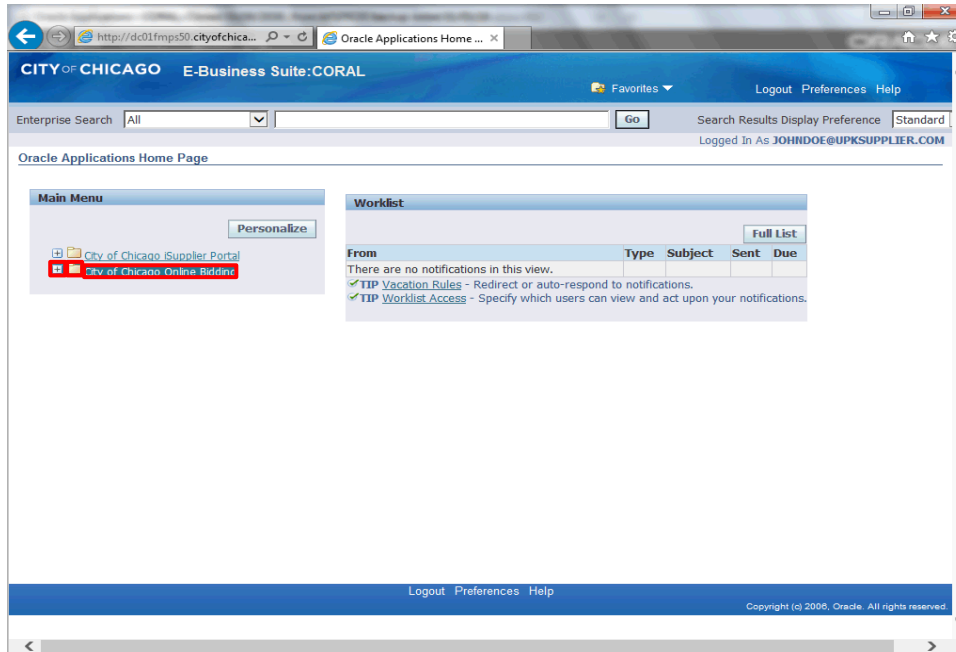 http://dc01fmps50.cityofchica...
Oracle Applications Home ...
CITY OF CHICAGO E-Business Suite:CORAL
Favorites
Logout Preferences Help
Enterprise Search All Go Search Results Display Preference Standard
Logged In As JOHNDOE@UPKSUPPLIER.COM
Oracle Applications Home Page
Main Menu
Personalize
City of Chicago iSupplier Portal
City of Chicago Online Bidding
Worklist
Full List
From Type Subject Sent Due
There are no notifications in this view.
TIP Vacation Rules - Redirect or auto-respond to notifications.
TIP Worklist Access - Specify which users can view and act upon your notifications.
Logout Preferences Help
Copyright (c) 2006, Oracle. All rights reserved.